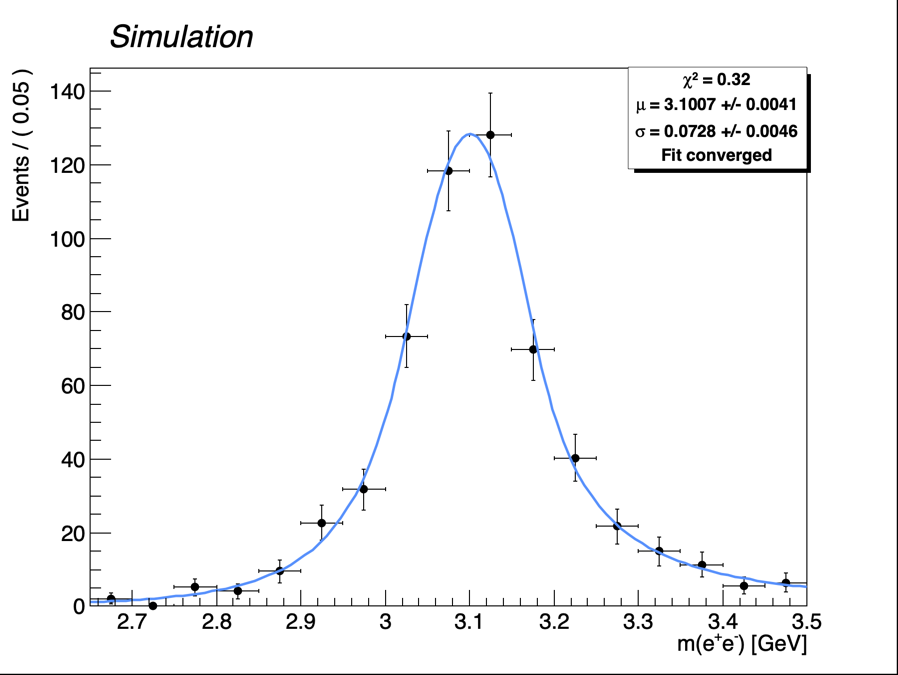 Simulation
χ² = 0.32
μ = 3.1007 +/- 0.0041
σ = 0.0728 +/- 0.0046
Fit converged
Events / ( 0.05 )
140
120
100
80
60
40
20
0
2.7 2.8 2.9 3 3.1 3.2 3.3 3.4 3.5
m(e⁺e⁻) [GeV]